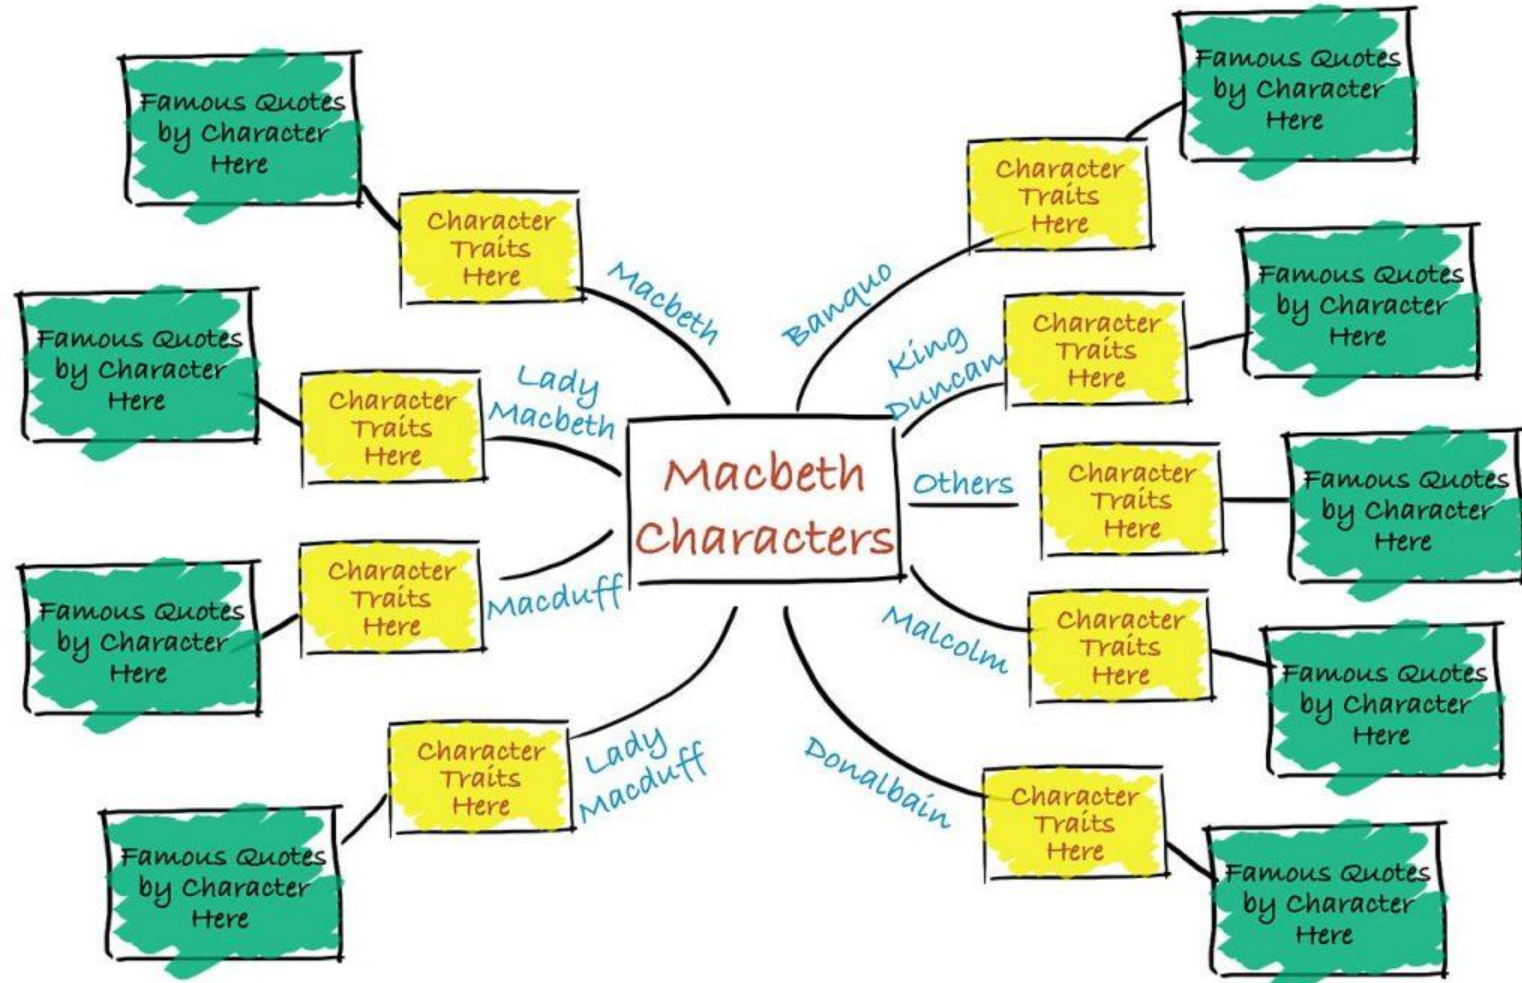 Famous Quotes
by Character
Here
Character
Traits
Here
Macbeth
Famous Quotes
by Character
Here
Character
Traits
Here
Lady
Macbeth
Famous Quotes
by Character
Here
Character
Traits
Here
Macduff
Famous Quotes
by Character
Here
Character
Traits
Here
Lady
Macduff
Macbeth
Characters
Banquo
Character
Traits
Here
Famous Quotes
by Character
Here
King
Duncan
Character
Traits
Here
Famous Quotes
by Character
Here
Others
Character
Traits
Here
Famous Quotes
by Character
Here
Malcolm
Character
Traits
Here
Famous Quotes
by Character
Here
Donalbain
Character
Traits
Here
Famous Quotes
by Character
Here